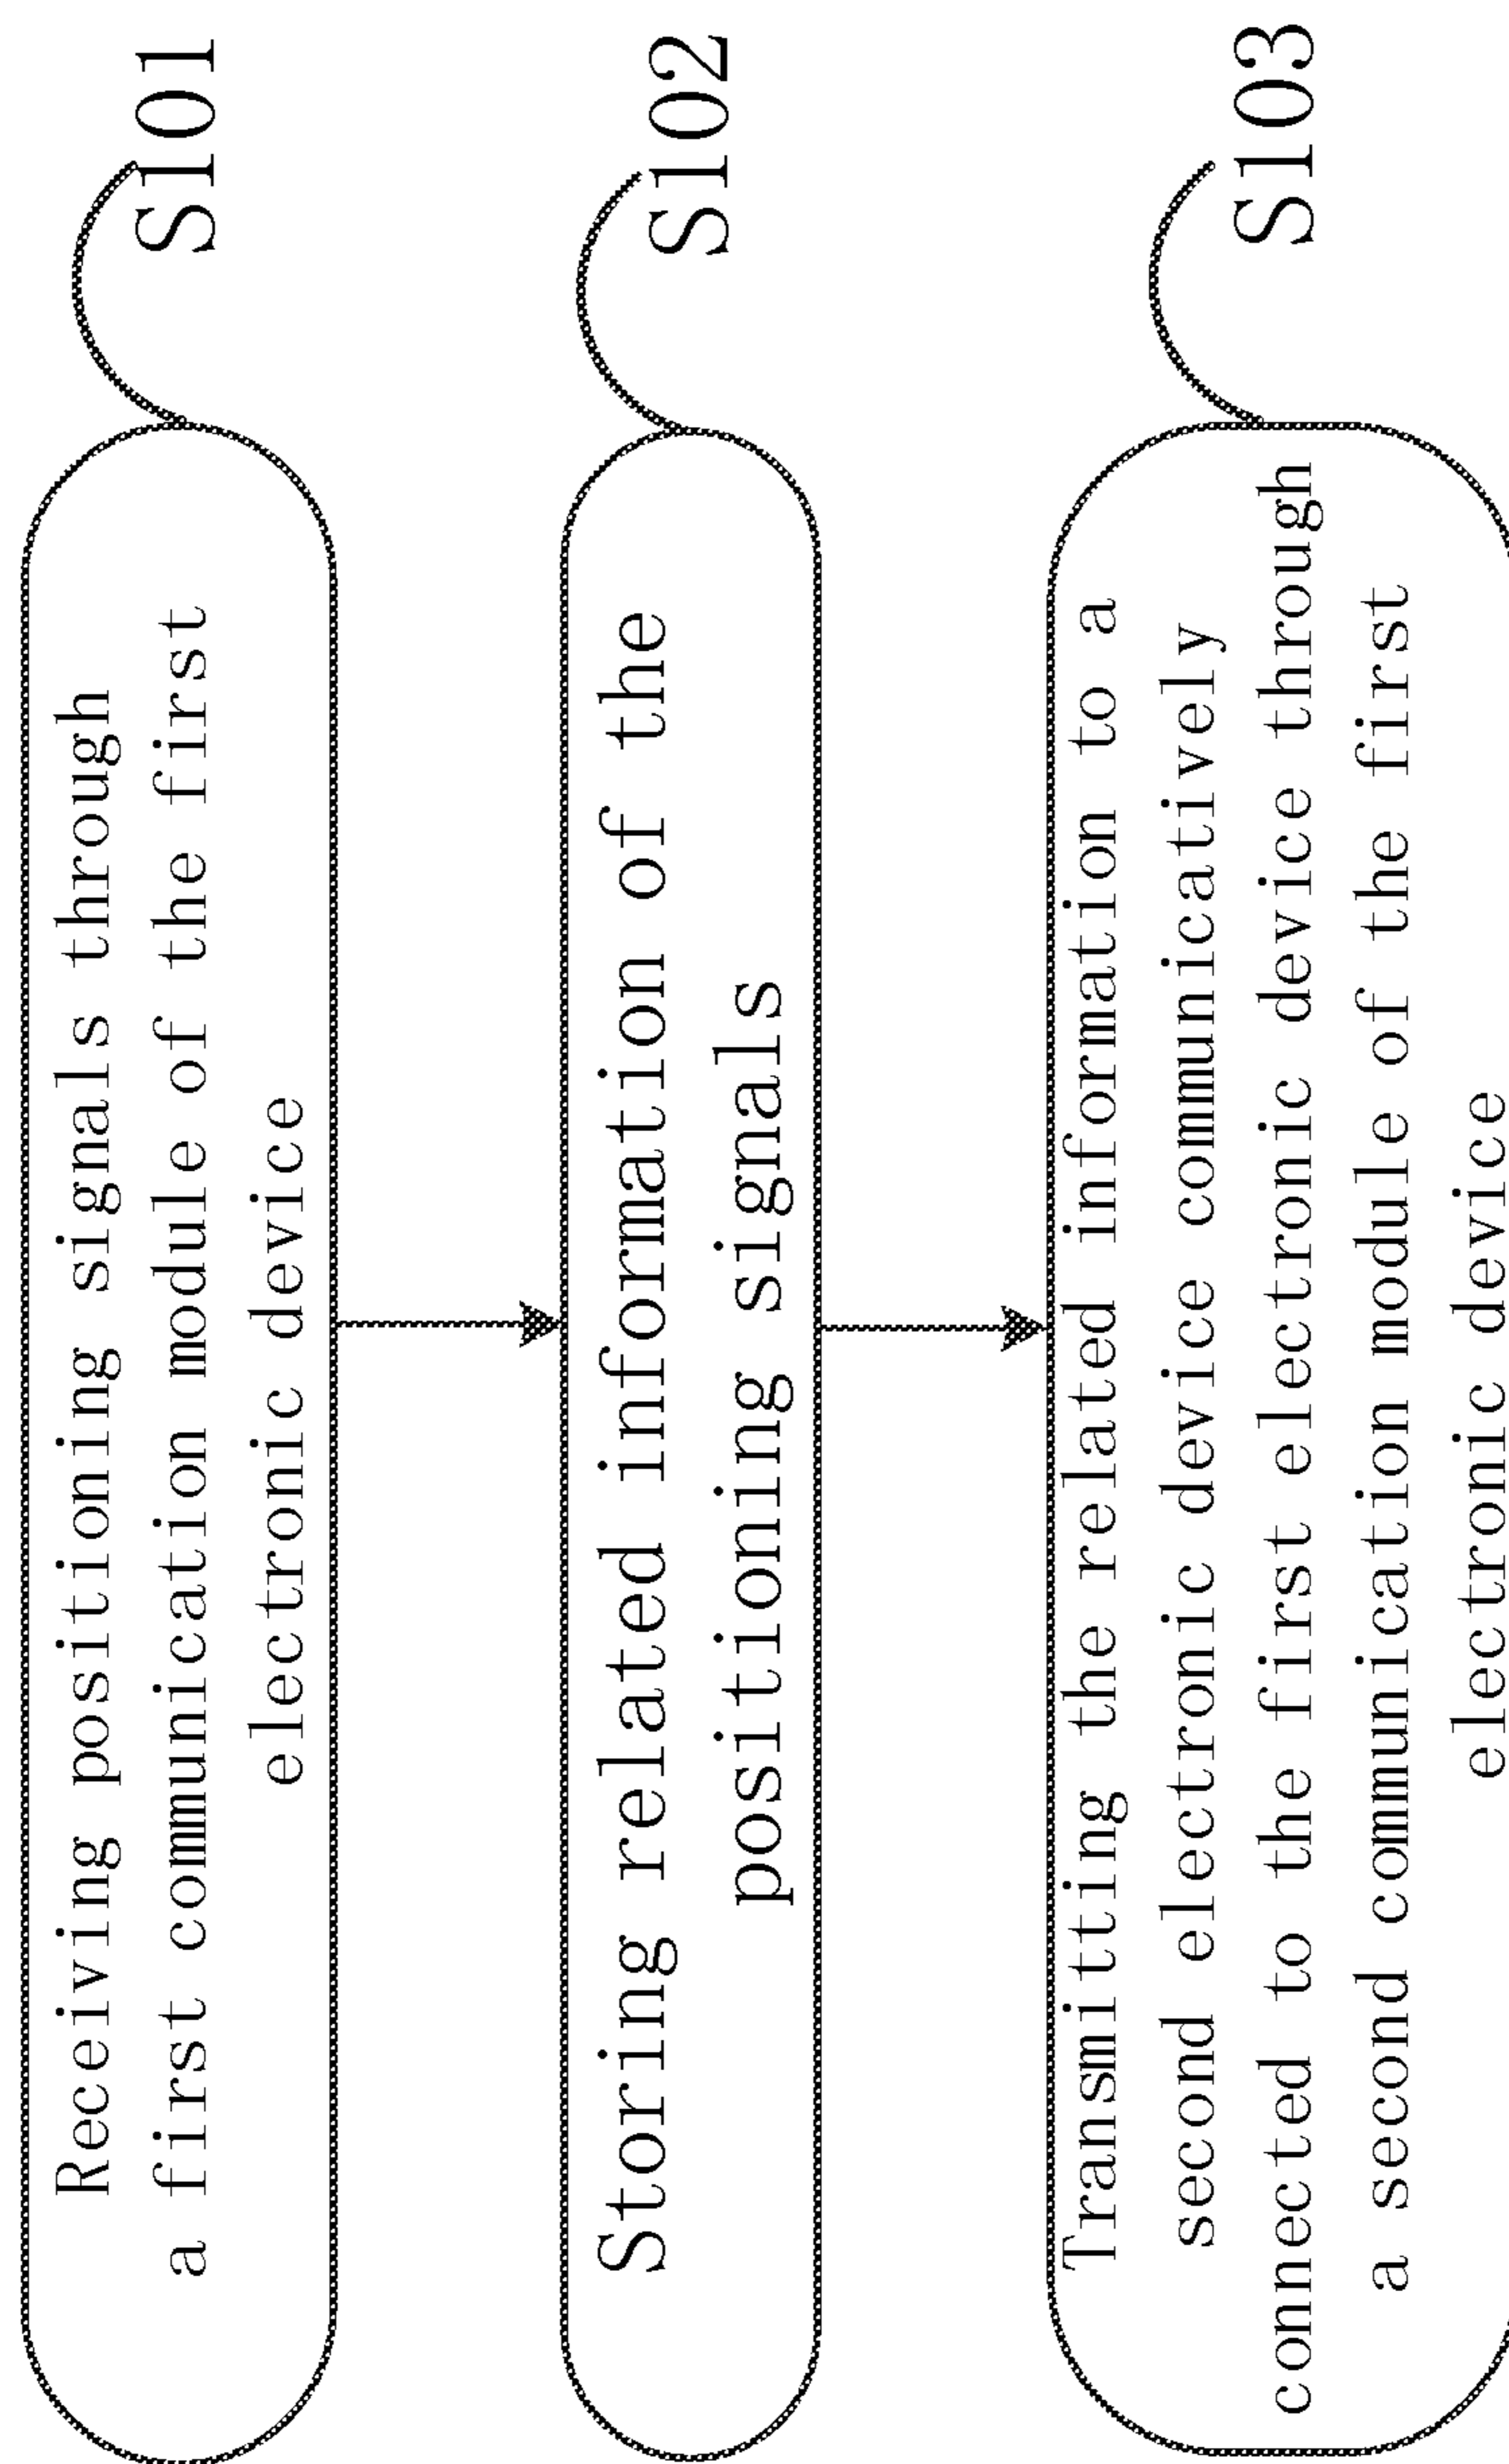 Receiving positioning signals through
a first communication module of the first
electronic device
S101
Storing related information of the
positioning signals
S102
Transmitting the related information to a
second electronic device communicatively
connected to the first electronic device through
a second communication module of the first
electronic device
S103